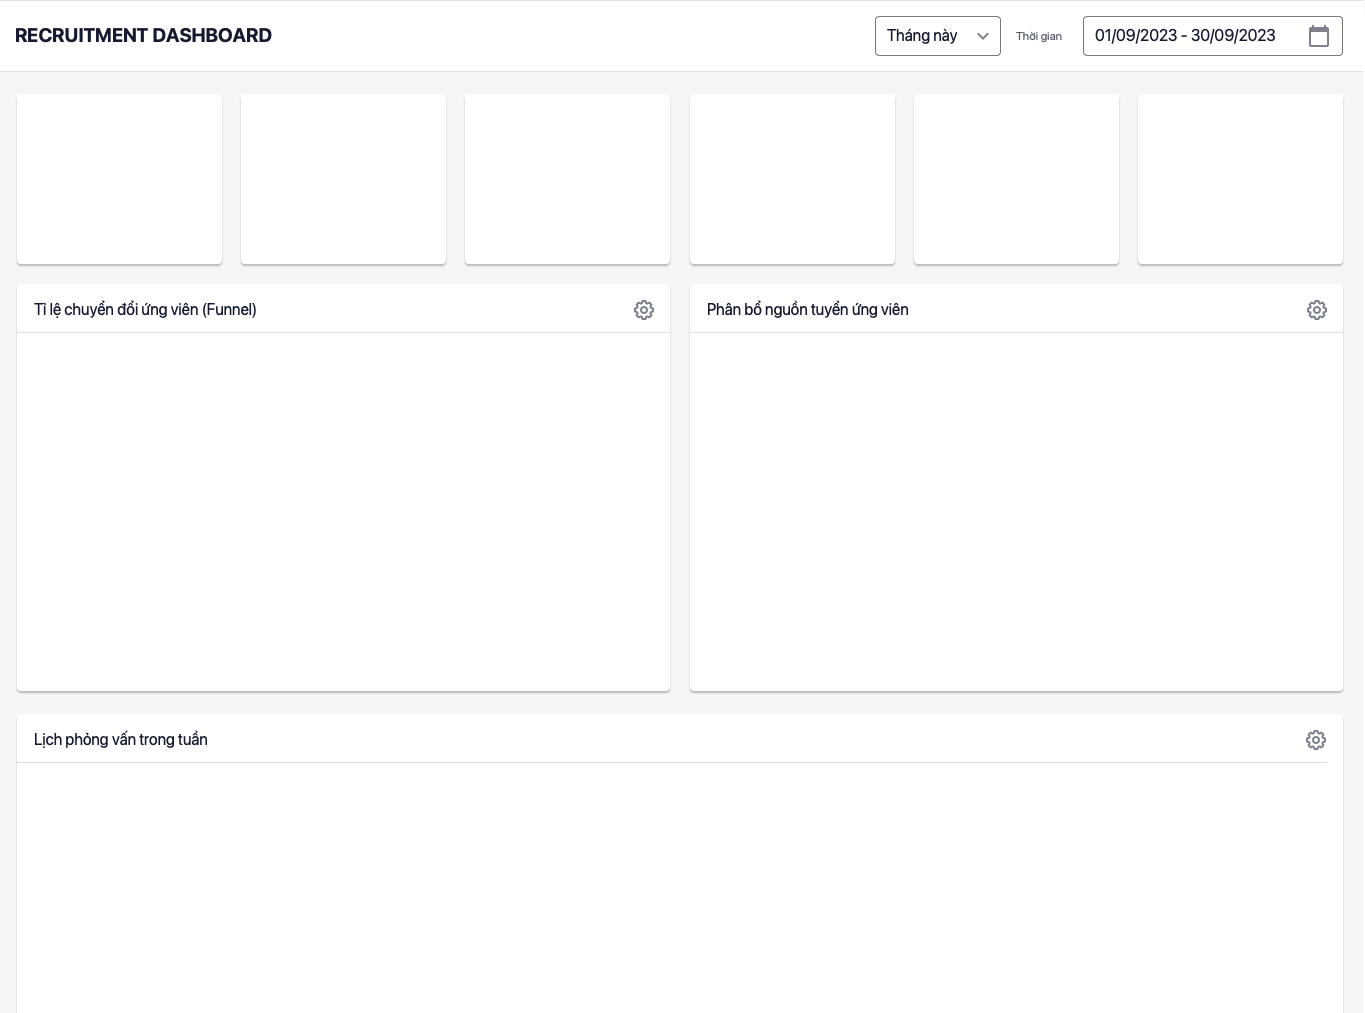 RECRUITMENT DASHBOARD
Tháng này
Thời gian
01/09/2023 - 30/09/2023
Tỉ lệ chuyển đổi ứng viên (Funnel)
Phân bổ nguồn tuyển ứng viên
Lịch phỏng vấn trong tuần